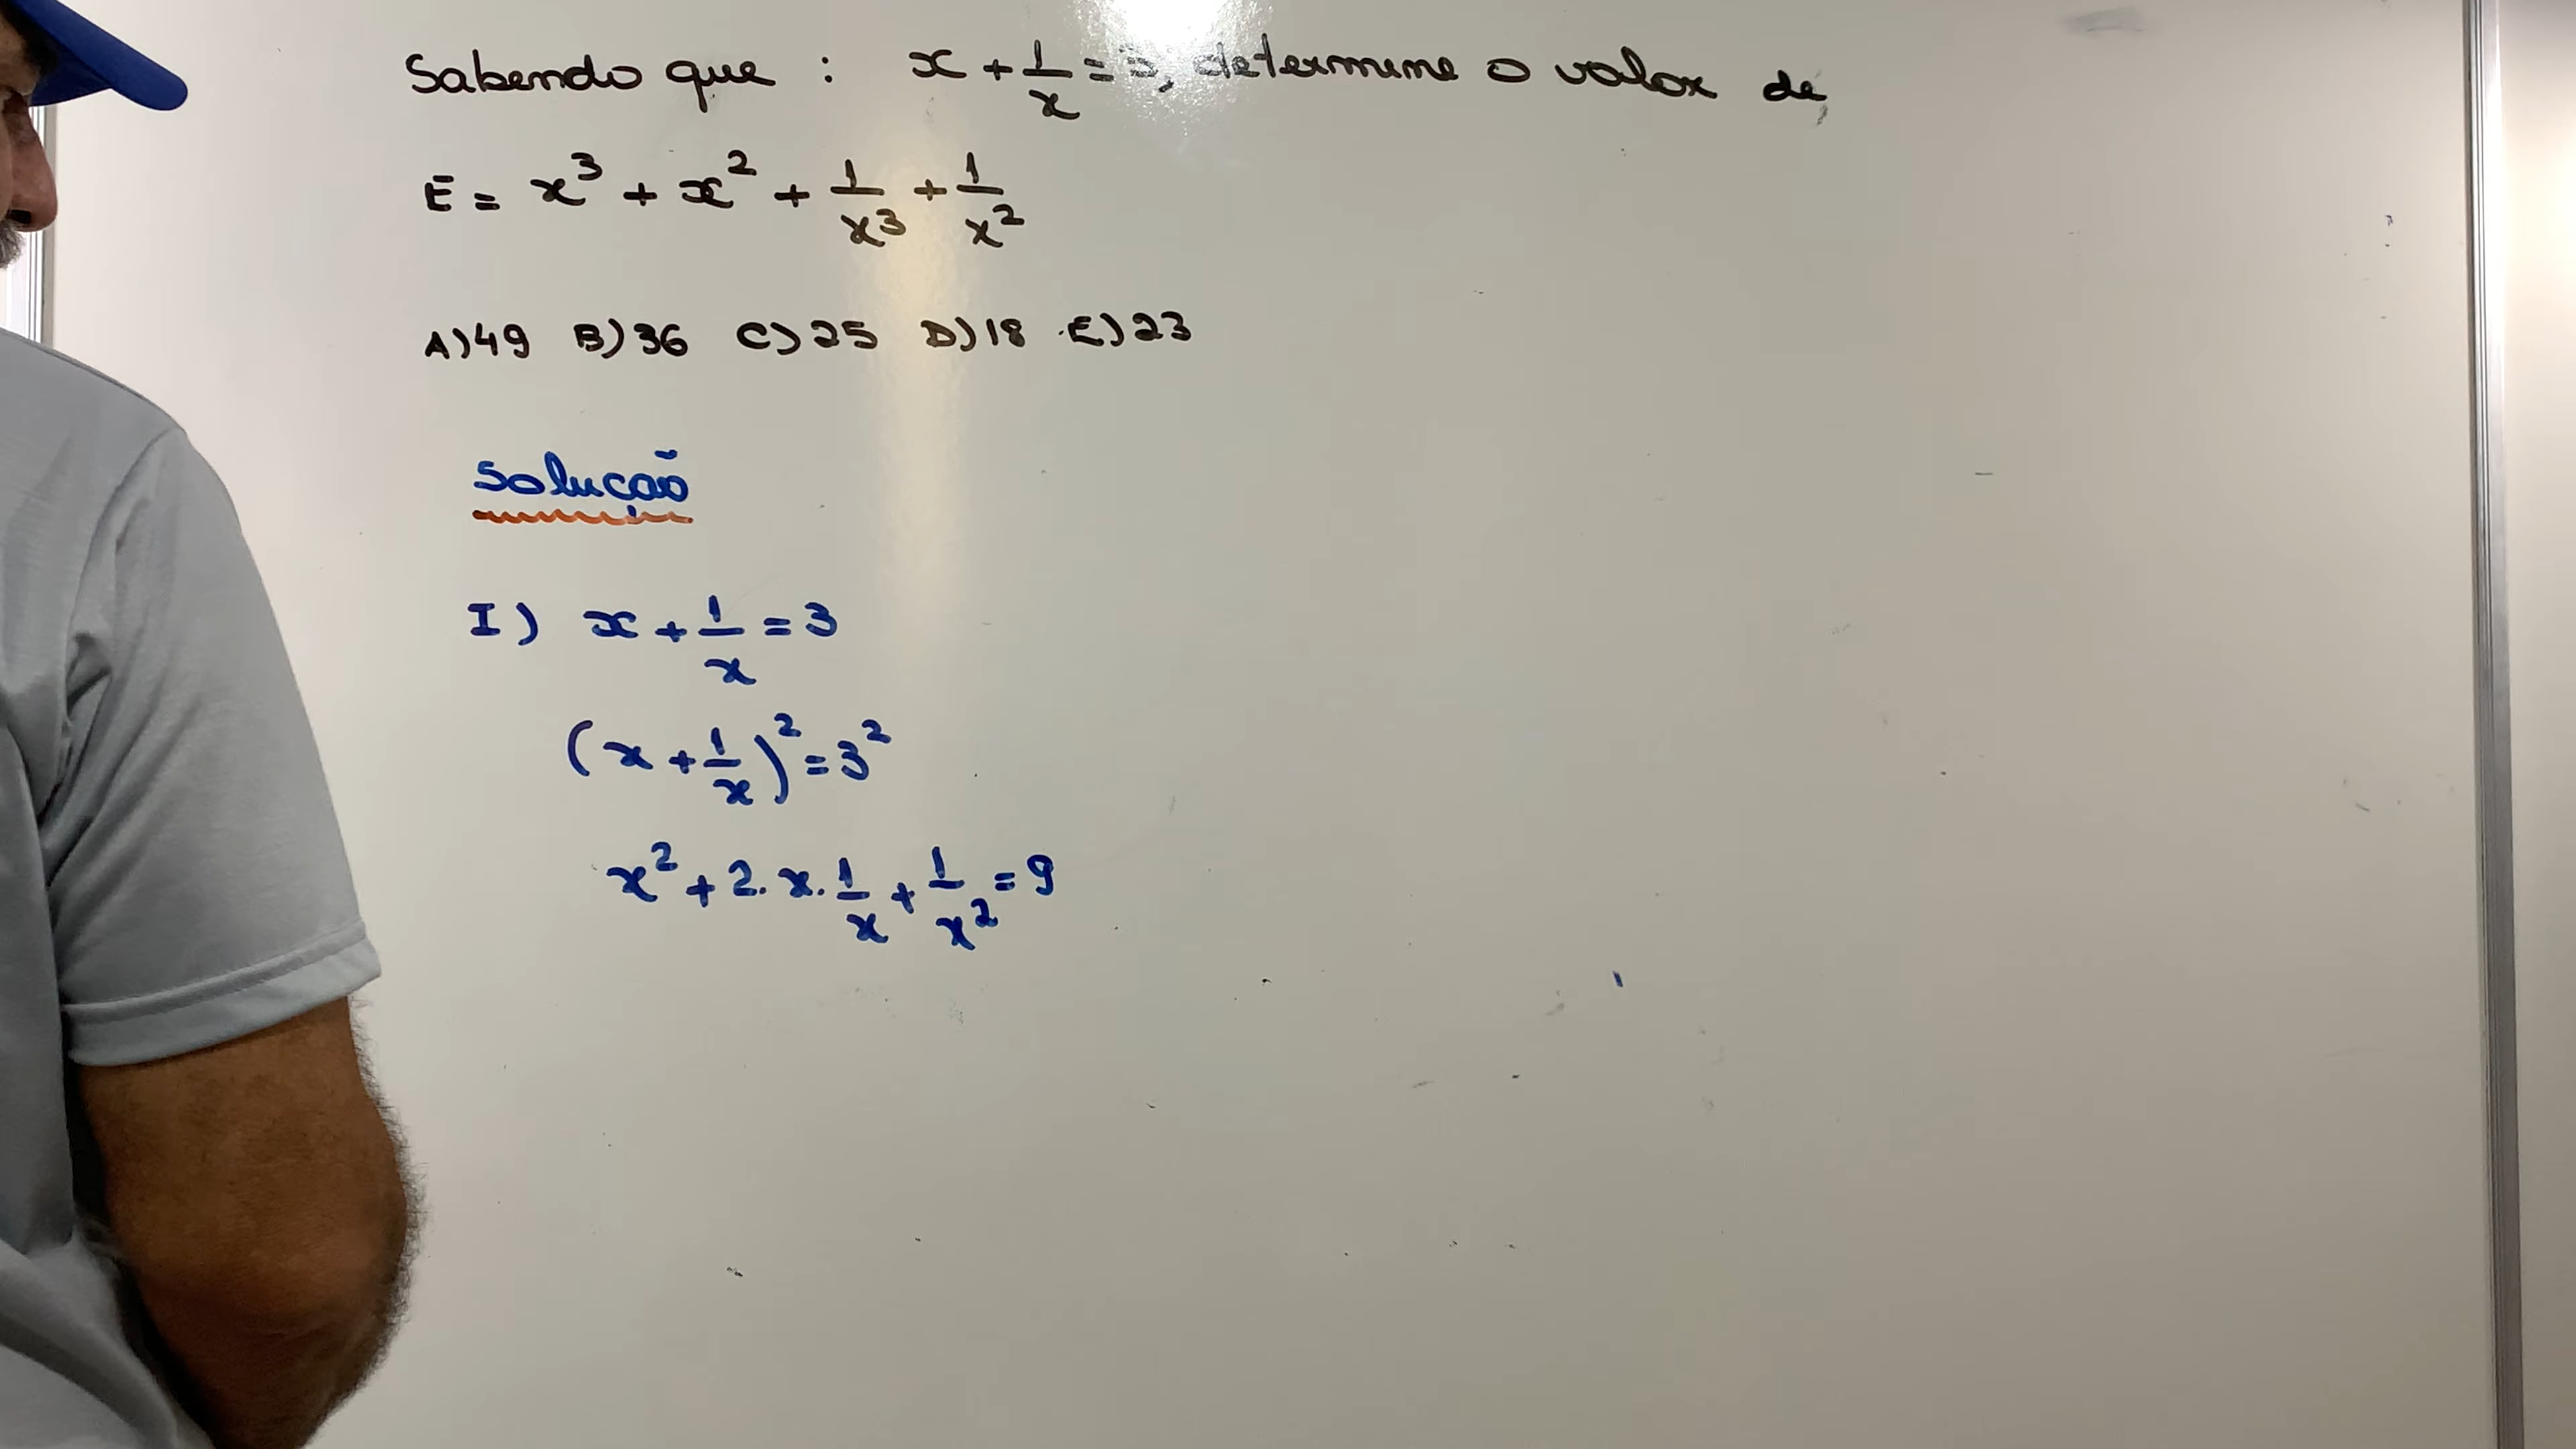 Sabendo que : x + 1/x = 3, determine o valor de,
E = x³ + x² + 1/x³ + 1/x²
A) 49 B) 36 C) 25 D) 18 E) 23
Solução
I) x + 1/x = 3
(x + 1/x)² = 3²
x² + 2 . x . 1/x + 1/x² = 9